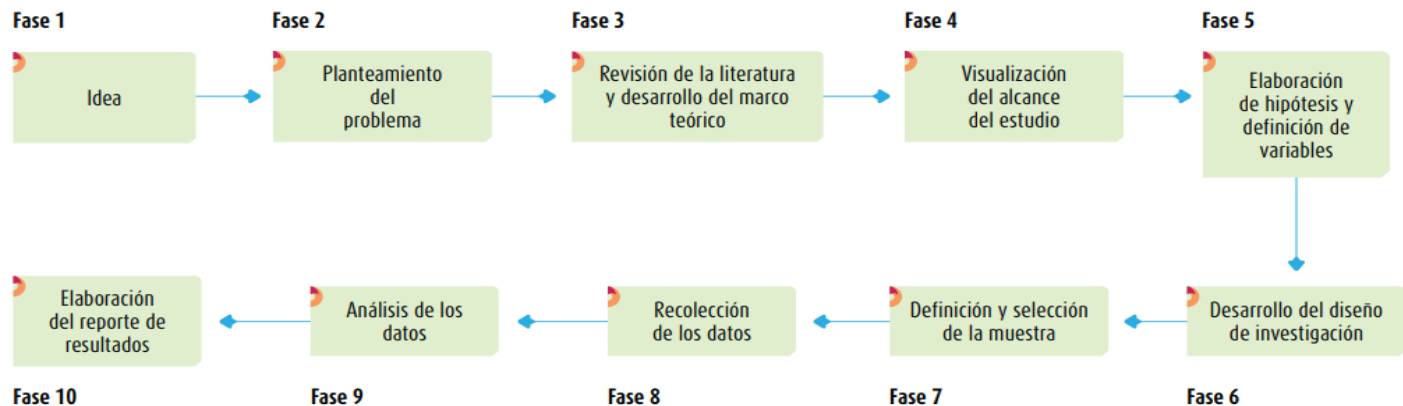 Fase 1
Idea
Fase 2
Planteamiento
del
problema
Fase 3
Revisión de la literatura
y desarrollo del marco
teórico
Fase 4
Visualización
del alcance
del estudio
Fase 5
Elaboración
de hipótesis y
definición de
variables
Desarrollo del diseño
de investigación
Fase 6
Definición y selección
de la muestra
Fase 7
Recolección
de los datos
Fase 8
Análisis de los
datos
Fase 9
Elaboración
del reporte de
resultados
Fase 10